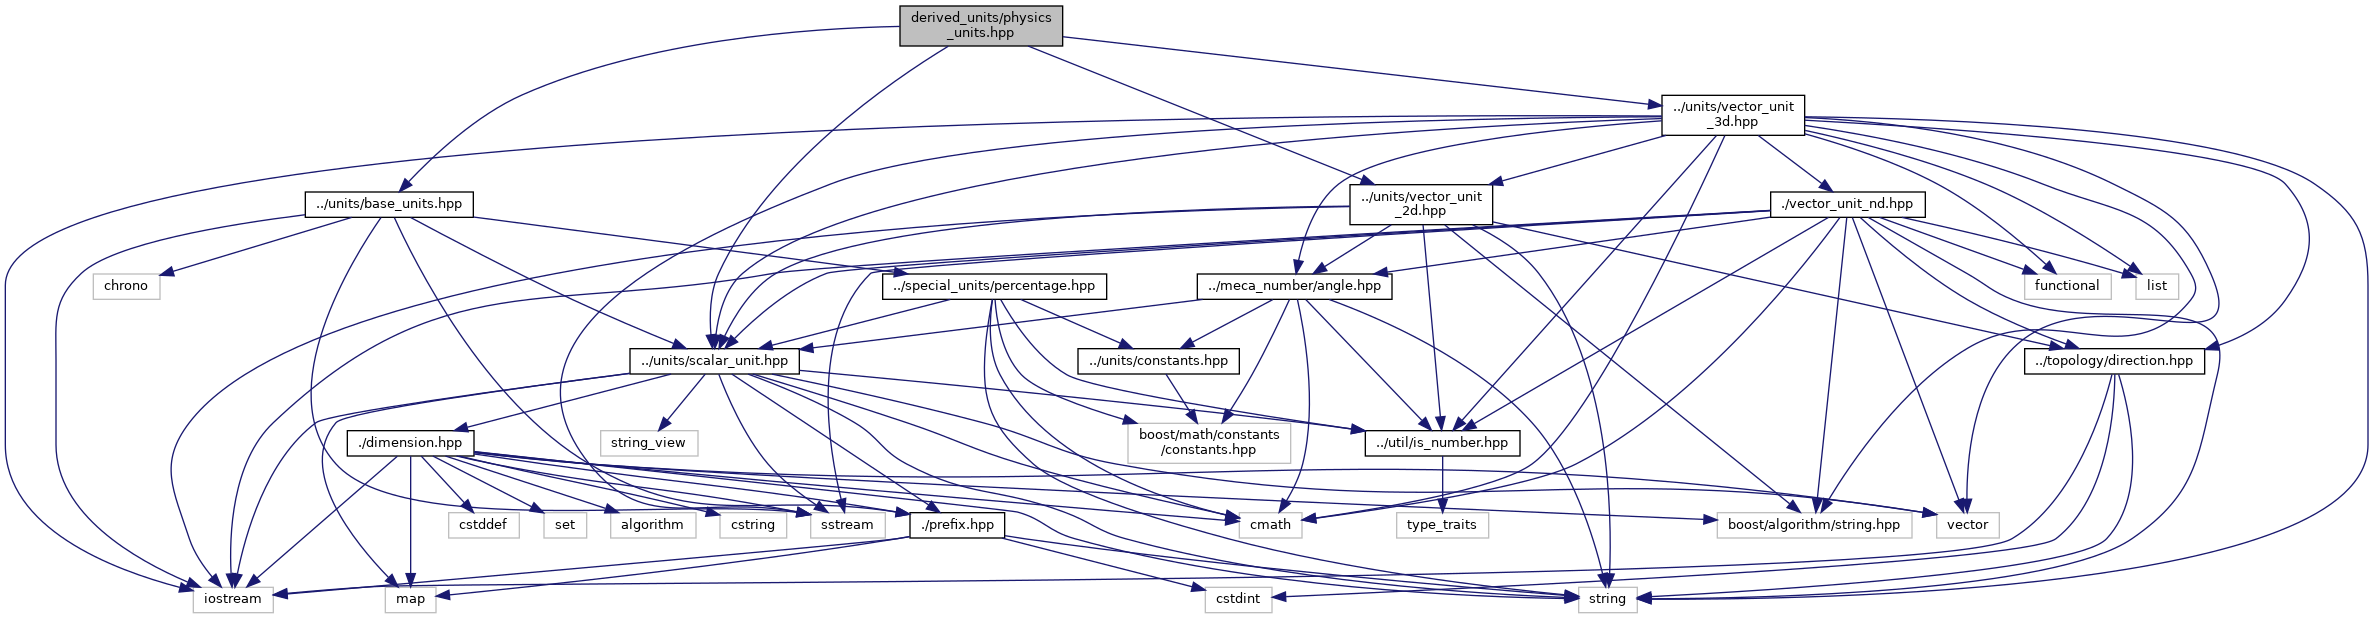 derived_units/physics
_units.hpp
../units/vector_unit
_3d.hpp
../units/base_units.hpp
../units/vector_unit
_2d.hpp
./vector_unit_nd.hpp
chrono
../special_units/percentage.hpp
../meca_number/angle.hpp
functional
list
../units/scalar_unit.hpp
../units/constants.hpp
../topology/direction.hpp
./dimension.hpp
string_view
boost/math/constants
/constants.hpp
../util/is_number.hpp
cstddef
set
algorithm
cstring
sstream
./prefix.hpp
cmath
type_traits
boost/algorithm/string.hpp
vector
iostream
map
cstdint
string